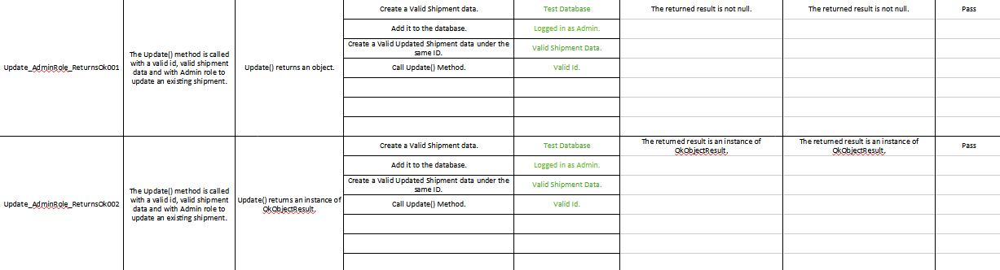 Create a Valid Shipment data. Test Database The returned result is not null. The returned result is not null. Pass
Add it to the database. Logged in as Admin.
Create a Valid Updated Shipment data under the
same ID.
Valid Shipment Data.
Update_AdminRole_ReturnsOk001
The Update() method is called
with a valid id, valid shipment
data and with Admin role to
update an existing shipment.
Update() returns an object.
Call Update() Method. Valid Id.
Create a Valid Shipment data. Test Database
The returned result is an instance of
OkObjectResult.
The returned result is an instance of
OkObjectResult.
Pass
Add it to the database. Logged in as Admin.
Create a Valid Updated Shipment data under the
same ID.
Valid Shipment Data.
Update_AdminRole_ReturnsOk002
The Update() method is called
with a valid id, valid shipment
data and with Admin role to
update an existing shipment.
Update() returns an instance of
OkObjectResult.
Call Update() Method. Valid Id.